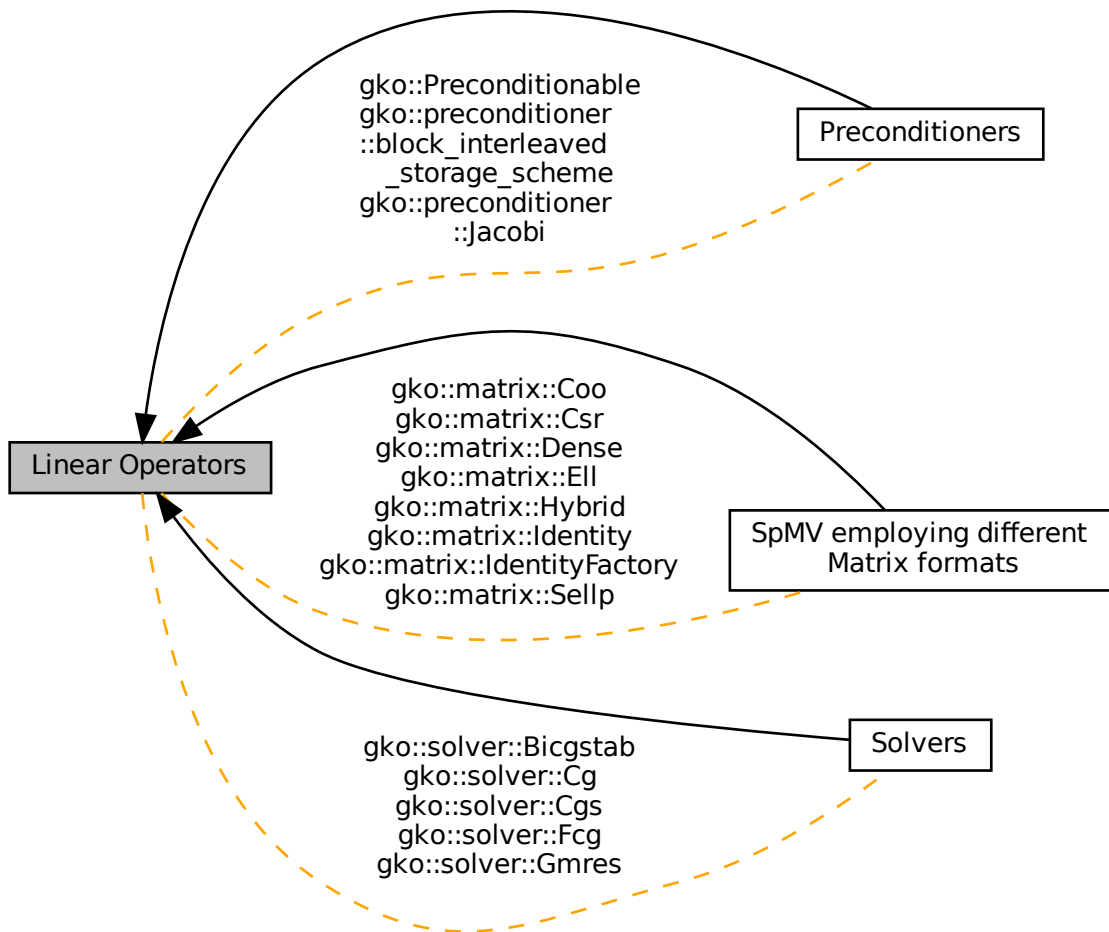 gko::Preconditionable
gko::preconditioner
::block_interleaved
_storage_scheme
gko::preconditioner
::Jacobi
Preconditioners
gko::matrix::Coo
gko::matrix::Csr
gko::matrix::Dense
gko::matrix::Ell
gko::matrix::Hybrid
gko::matrix::Identity
gko::matrix::IdentityFactory
gko::matrix::Sellp
Linear Operators
SpMV employing different
Matrix formats
Solvers
gko::solver::Bicgstab
gko::solver::Cg
gko::solver::Cgs
gko::solver::Fcg
gko::solver::Gmres